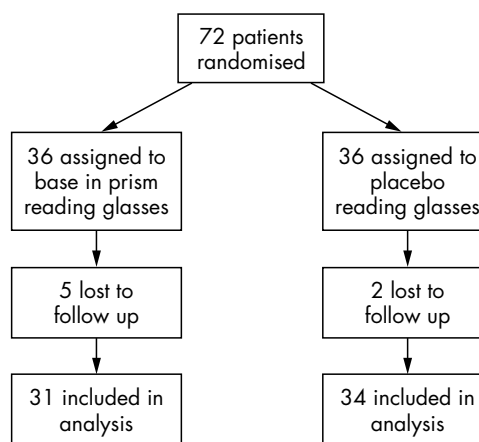 72 patients
randomised
36 assigned to
base in prism
reading glasses
36 assigned to
placebo
reading glasses
5 lost to
follow up
2 lost to
follow up
31 included in
analysis
34 included in
analysis